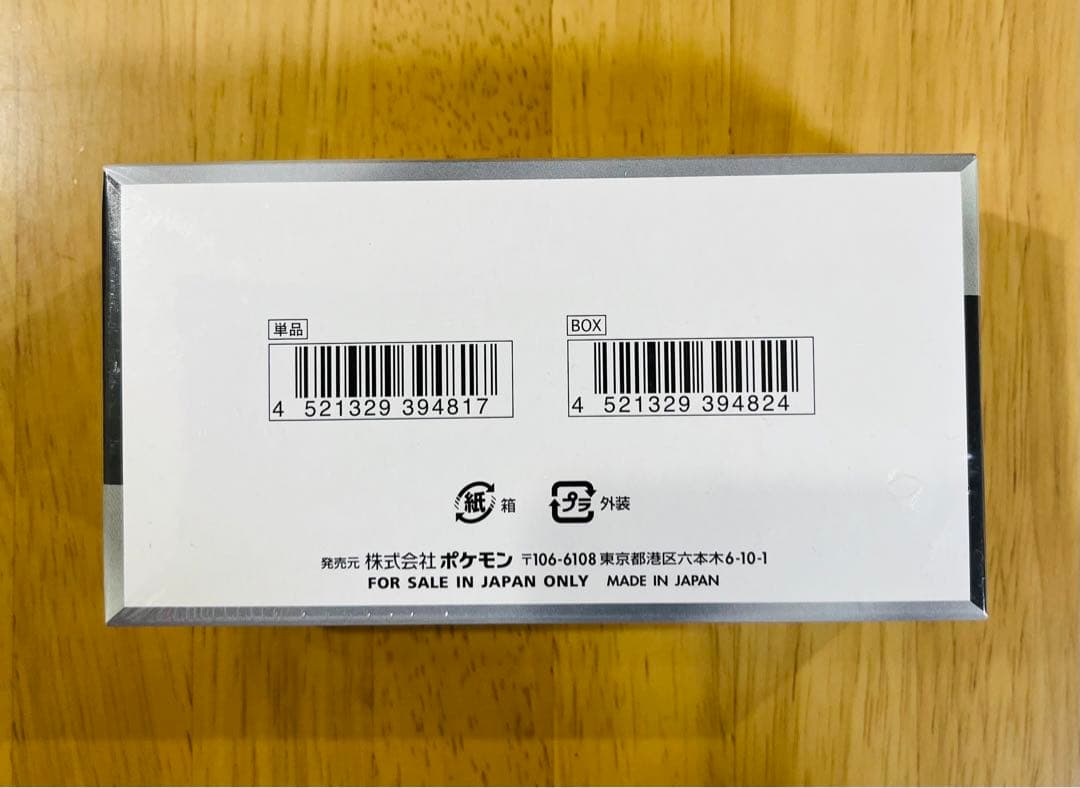 単品
4 521329 394817
BOX
4 521329 394824
紙 箱 プラ 外装
発売元 株式会社 ポケモン 〒106-6108 東京都港区六本木6-10-1
FOR SALE IN JAPAN ONLY MADE IN JAPAN